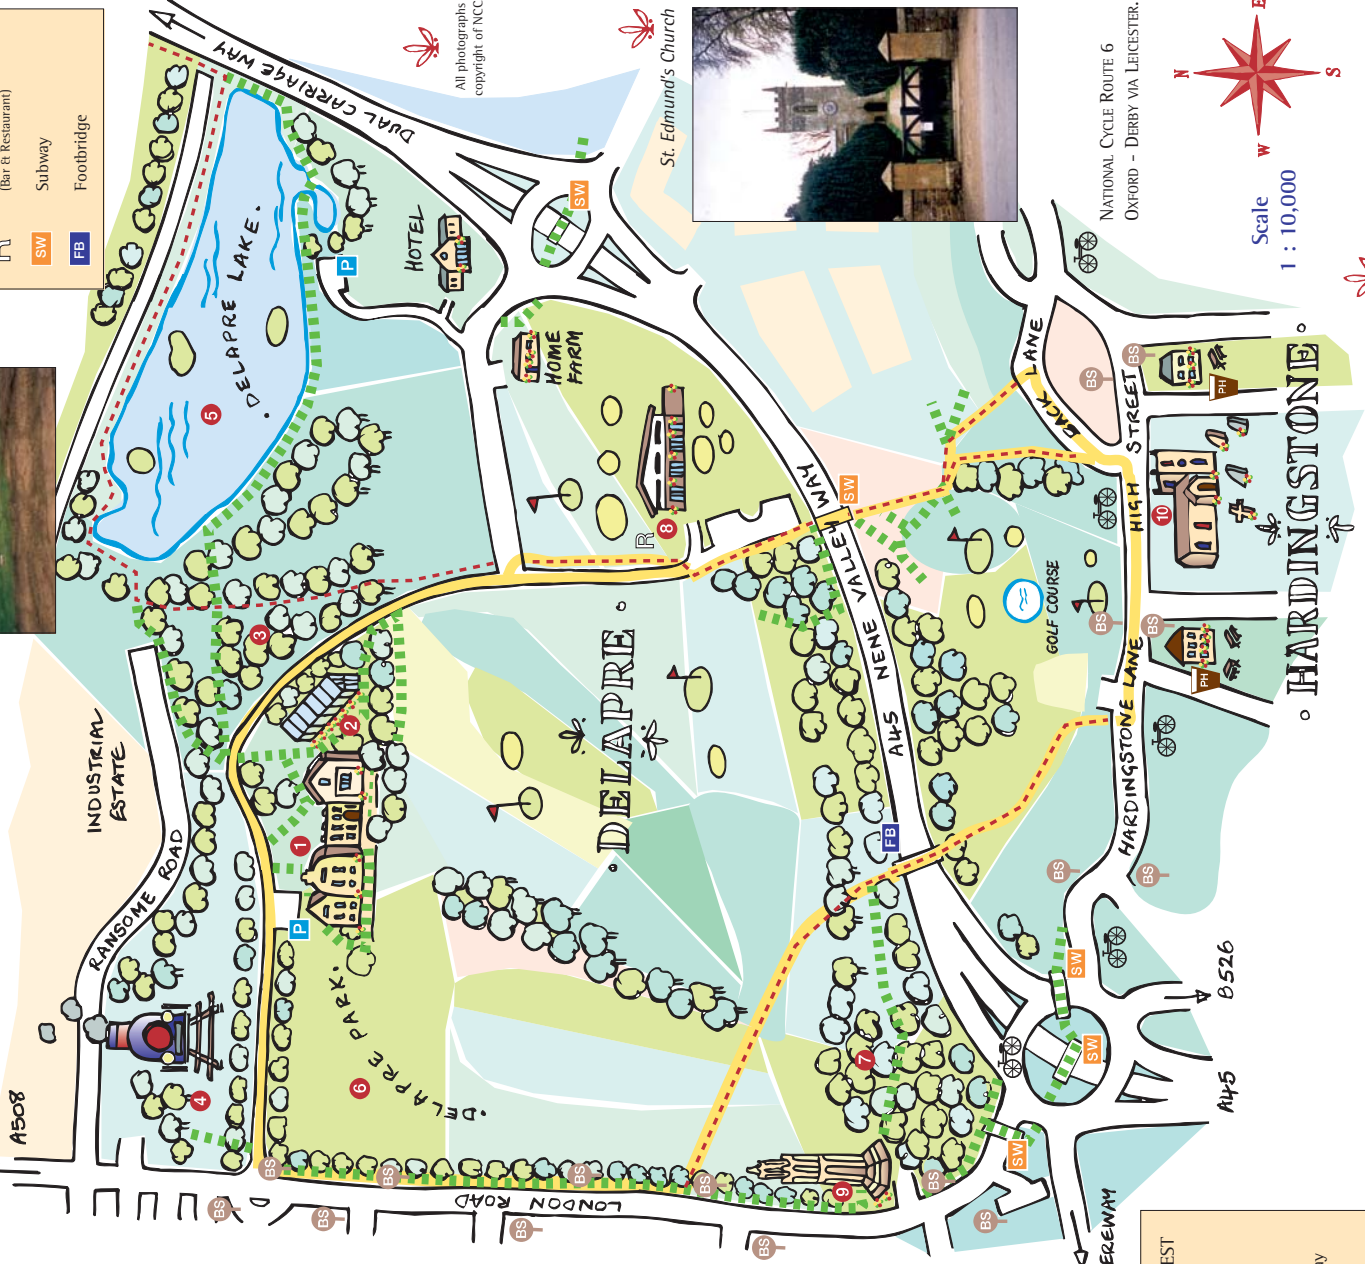 (Bar & Restaurant)
SW
Subway
FB
Footbridge
All photographs
copyright of NCC
St. Edmund's Church
NATIONAL CYCLE ROUTE 6
OXFORD - DERBY VIA LEICESTER.
N
E
S
W
Scale
1 : 10,000
DUAL CARRIAGE WAY
.DELAPRE LAKE.
5
P
HOTEL
SW
HOME
FARM
R
8
3
2
1
P
INDUSTRIAL
ESTATE
RANSOME ROAD
A508
4
6
.DELAPRE PARK.
.DELAPRE.
A45 NENE VALLEY WAY
SW
FB
GOLF COURSE
BACK LANE
HIGH STREET
HARDINGSTONE LANE
BS
BS
BS
BS
PH
PH
10
HARDINGSTONE
BS
BS
SW
SW
SW
B526
A45
7
9
LONDON ROAD
BS
BS
BS
BS
BS
BS
BS
BS
BS
BS
EREWAY
EST